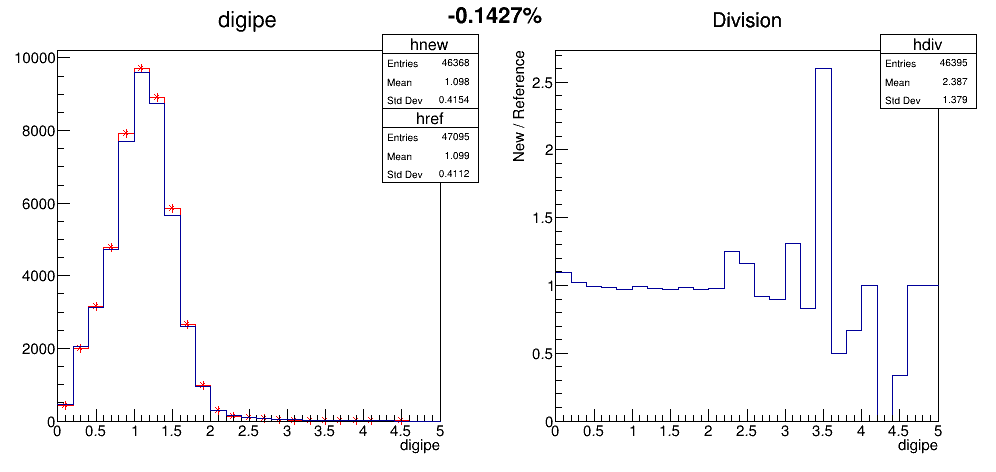 -0.1427%
digipe
hnew
Entries 46368
Mean 1.098
Std Dev 0.4154
href
Entries 47095
Mean 1.099
Std Dev 0.4112
10000
8000
6000
4000
2000
0
0 0.5 1 1.5 2 2.5 3 3.5 4 4.5 5
digipe
Division
hdiv
Entries 46395
Mean 2.387
Std Dev 1.379
New / Reference
2.5
2
1.5
1
0.5
0
0 0.5 1 1.5 2 2.5 3 3.5 4 4.5 5
digipe